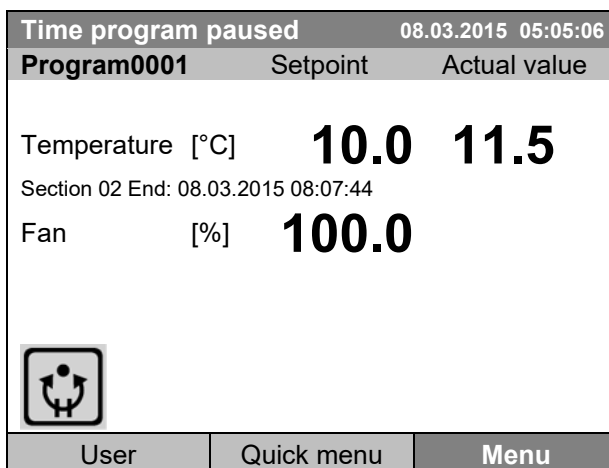 Time program paused 08.03.2015 05:05:06
Program0001 Setpoint Actual value
Temperature [°C] 10.0 11.5
Section 02 End: 08.03.2015 08:07:44
Fan [%] 100.0
User Quick menu Menu